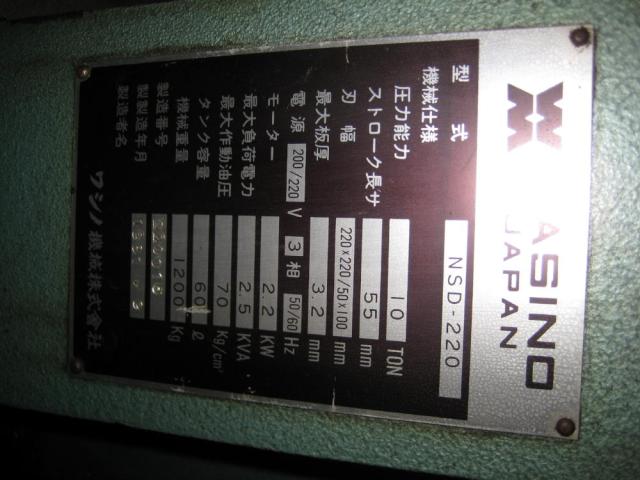 ASINO
JAPAN
型式 NSD-220
機械仕様
圧力能力 10 TON
ストローク長サ 55 mm
刃幅 220×220/50×100 mm
最大板厚 3.2 mm
電源 200/220 V 3 相 50/60 Hz
モーター 2.2 KW
最大負荷電力 2.5 KVA
最大作動油圧 70 Kg/cm²
タンク容量 60 ℓ
機械重量 1200 Kg
製造番号
製製造年月
製造者名 ワシノ機械株式会社